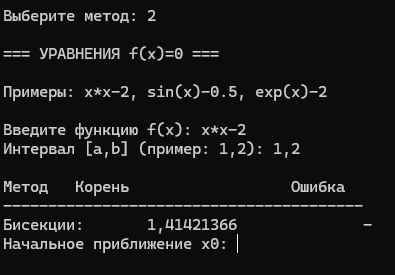 Выберите метод: 2
=== УРАВНЕНИЯ f(x)=0 ===
Примеры: x*x-2, sin(x)-0.5, exp(x)-2
Введите функцию f(x): x*x-2
Интервал [a,b] (пример: 1,2): 1,2
Метод Корень Ошибка
----------------------------------------
Бисекции: 1,41421366 -
Начальное приближение x0: